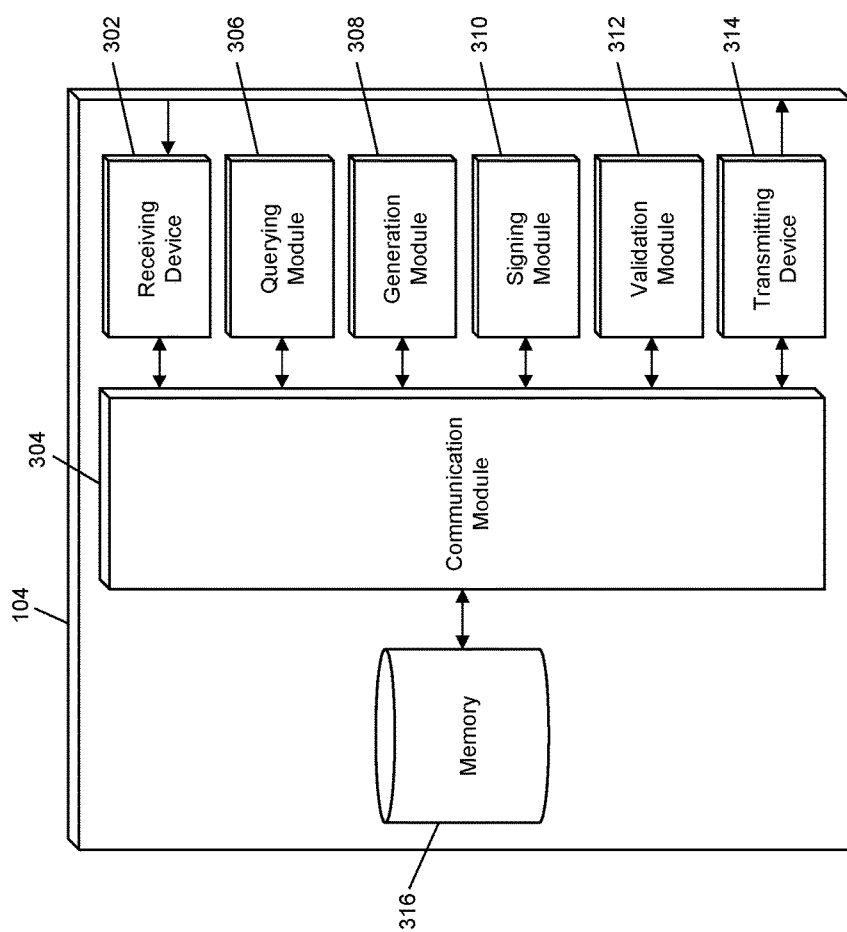 104
304
316
Memory
Communication
Module
Receiving
Device
302
Querying
Module
306
Generation
Module
308
Signing
Module
310
Validation
Module
312
Transmitting
Device
314